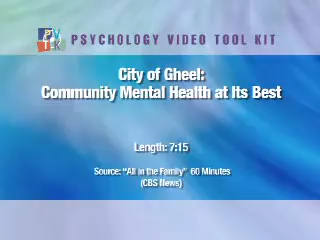 PSYCHOLOGY VIDEO TOOL KIT
City of Gheel:
Community Mental Health at Its Best
Length: 7:15
Source: "All in the Family" 60 Minutes
(CBS News)